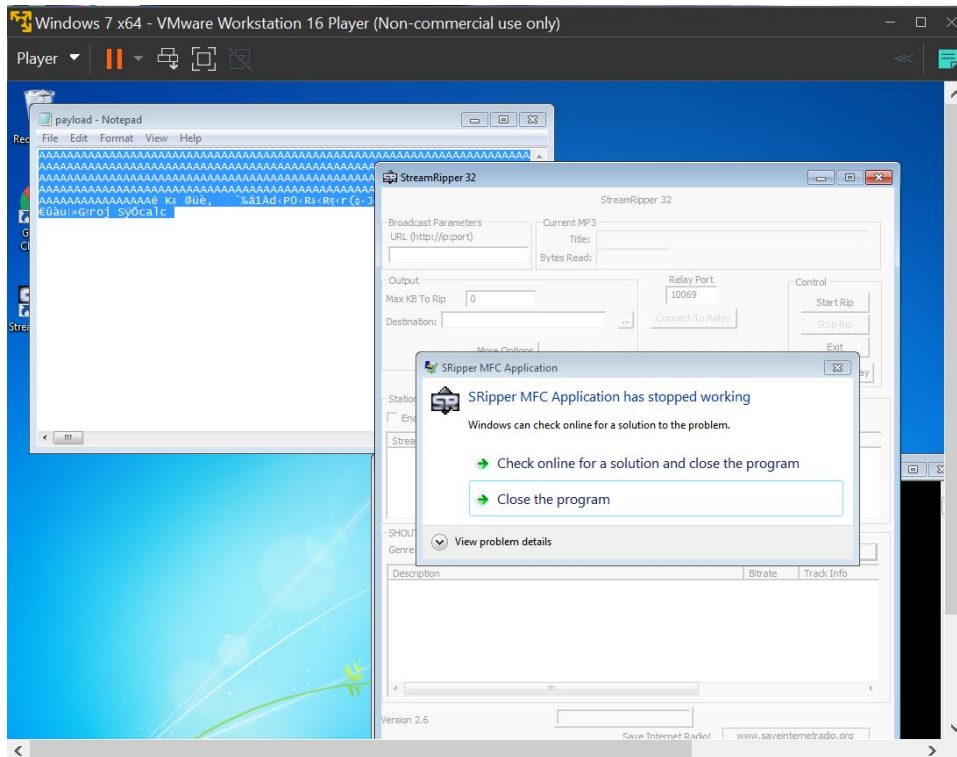 Windows 7 x64 - VMware Workstation 16 Player (Non-commercial use only)
Player
payload - Notepad
File Edit Format View Help
StreamRipper 32
StreamRipper 32
Broadcast Parameters
Current MP3
URL (http://ip:port)
Title:
Bytes Read:
Output
Relay Port
Control
Max KB To Rip
0
10069
Start Rip
Destination:
..
Connect To Relay
Stop Rip
More Options
Exit
SRipper MFC Application
SRipper MFC Application has stopped working
Windows can check online for a solution to the problem.
Check online for a solution and close the program
Close the program
View problem details
Genre
Description
Bitrate
Track Info
Version 2.6
Save Internet Radio!
www.saveinternetradio.org